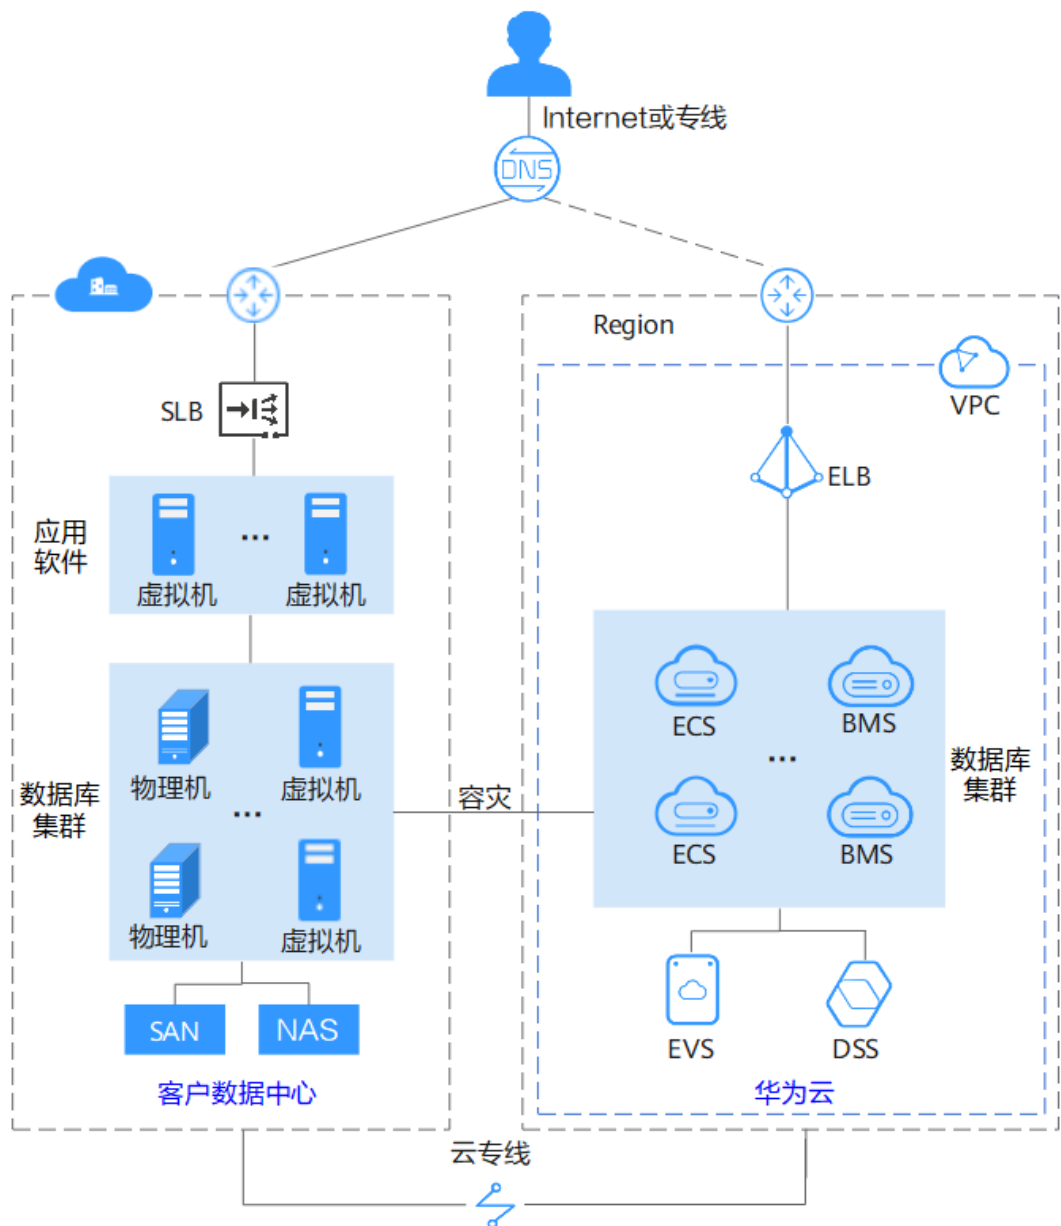 Internet或专线
DNS
Region
VPC
SLB
ELB
应用
软件
...
虚拟机
虚拟机
ECS
BMS
...
ECS
BMS
数据库
集群
物理机
虚拟机
数据库
集群
...
容灾
物理机
虚拟机
SAN
NAS
EVS
DSS
客户数据中心
华为云
云专线